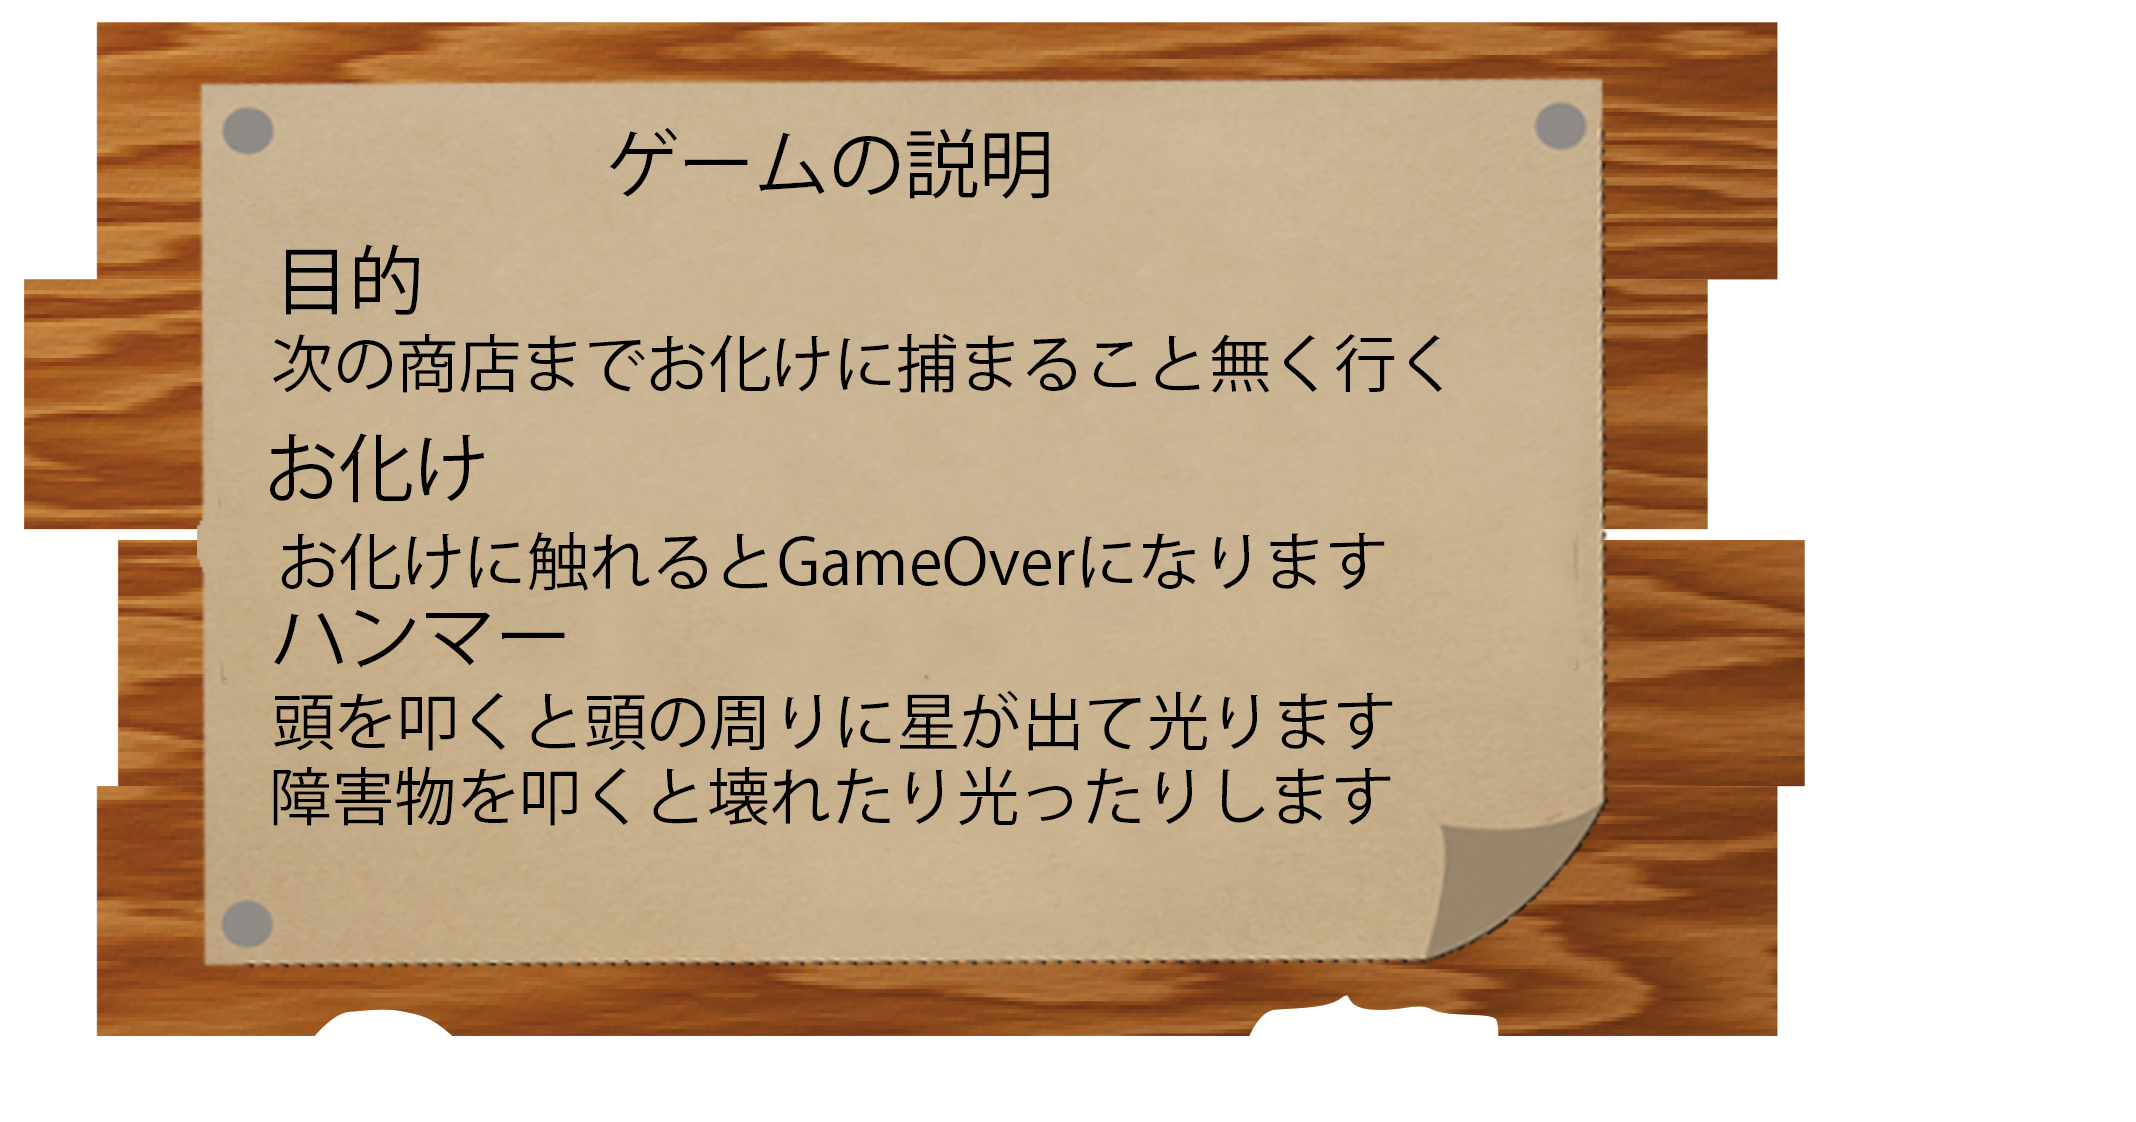 ゲームの説明
目的
次の商店までお化けに捕まること無く行く
お化け
お化けに触れるとGameOverになります
ハンマー
頭を叩くと頭の周りに星が出て光ります
障害物を叩くと壊れたり光ったりします